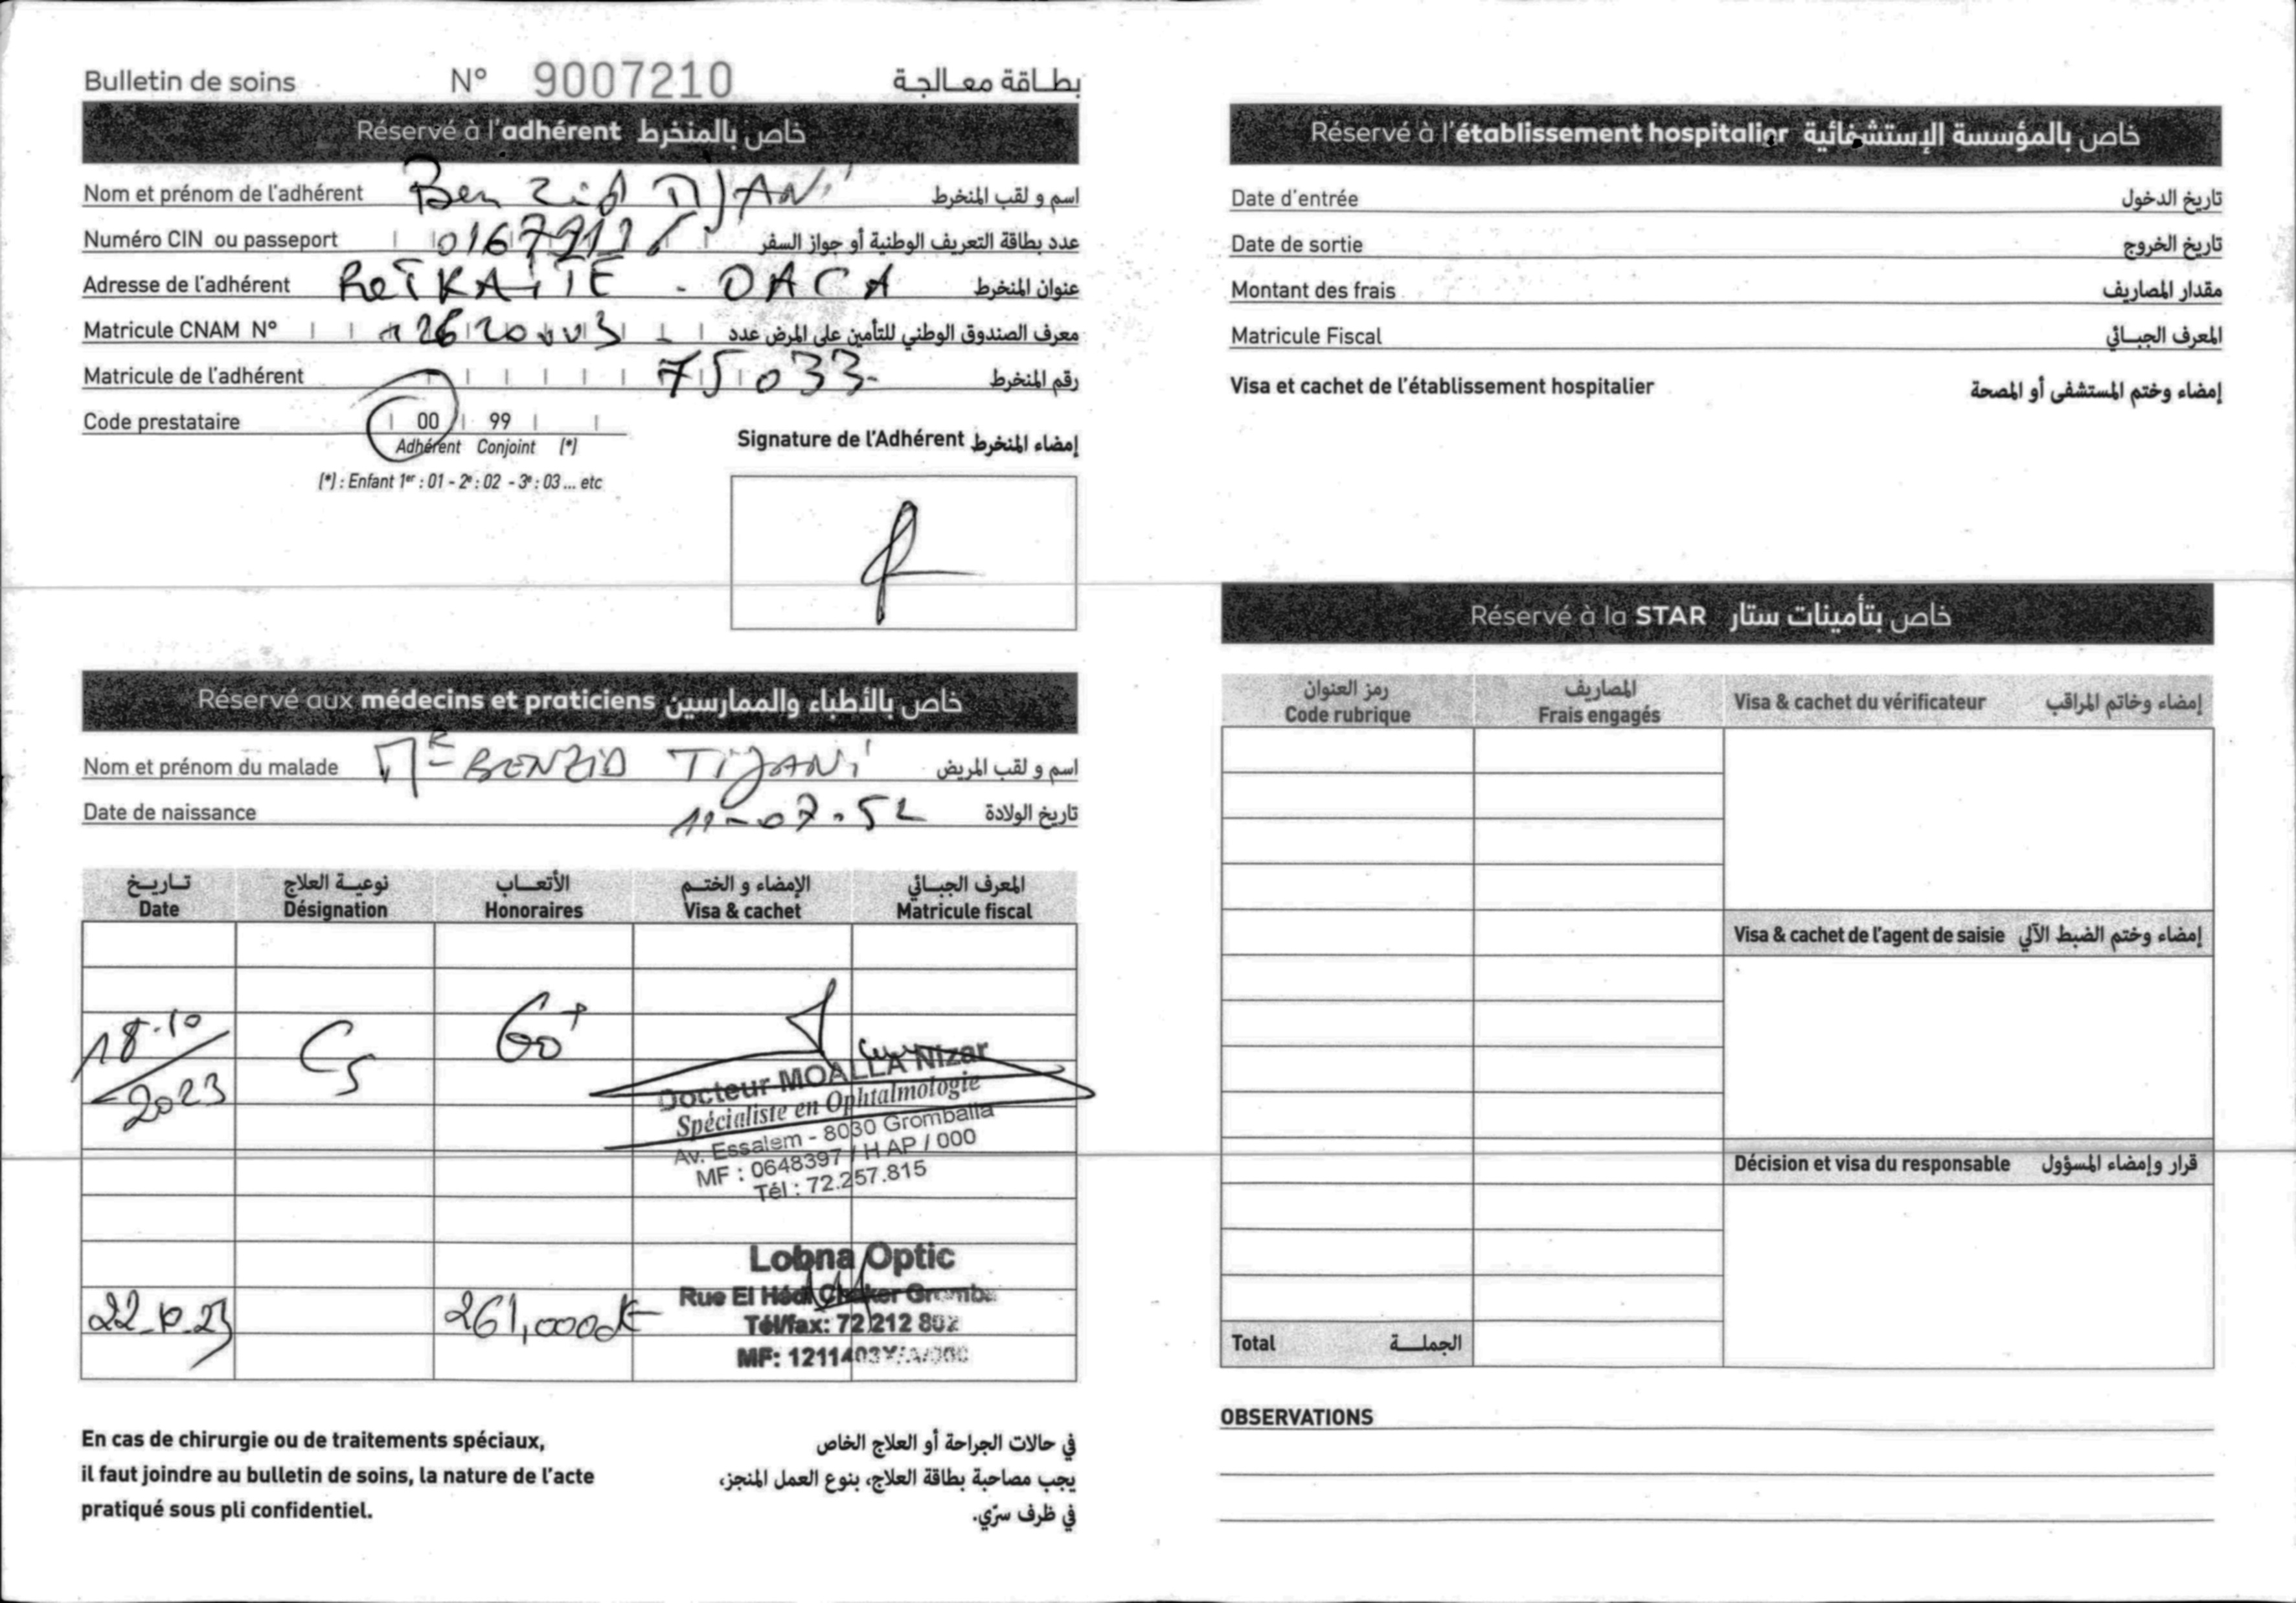 Bulletin de soins N° 9007210 بطاقة معالجة
Réservé à l'adhérent خاص بالمنخرط
Nom et prénom de l'adhérent Ben Zid TIJANi اسم و لقب المنخرط
Numéro CIN ou passeport عدد بطاقة التعريف الوطنية أو جواز السفر
Adresse de l'adhérent ReTRAiTE - OACA عنوان المنخرط
Matricule CNAM N° معرف الصندوق الوطني للتأمين على المرض عدد
Matricule de l'adhérent 75033 رقم المنخرط
Code prestataire 00 99
Adhérent Conjoint (*)
(*) : Enfant 1er : 01 - 2e : 02 - 3e : 03 ... etc
Signature de l'Adhérent إمضاء المنخرط
Réservé aux médecins et praticiens خاص بالأطباء والممارسين
Nom et prénom du malade Mr BENZID TIJANi اسم و لقب المريض
Date de naissance 11-07-52 تاريخ الولادة
تاريخ نوعية العلاج الأتعاب الإمضاء و الختم المعرف الجبائي
Date Désignation Honoraires Visa & cachet Matricule fiscal
18.10 2023 Cs 60
Docteur MOALLA Nizar
Spécialiste en Ophtalmologie
Av. Essalem - 8030 Grombalia
MF : 0648397 / H AP / 000
Tél : 72.257.815
Lobna Optic
Rue El Hédi Chaker Gromba
22.10.23 261,000dt
Tél/fax: 72 212 802
MF: 1211403
En cas de chirurgie ou de traitements spéciaux,
il faut joindre au bulletin de soins, la nature de l'acte
pratiqué sous pli confidentiel.
في حالات الجراحة أو العلاج الخاص
يجب مصاحبة بطاقة العلاج، بنوع العمل المنجز،
في ظرف سرّي.
Réservé à l'établissement hospitalier خاص بالمؤسسة الإستشفائية
Date d'entrée تاريخ الدخول
Date de sortie تاريخ الخروج
Montant des frais مقدار المصاريف
Matricule Fiscal المعرف الجبائي
Visa et cachet de l'établissement hospitalier إمضاء وختم المستشفى أو المصحة
Réservé à la STAR خاص بتأمينات ستار
رمز العنوان المصاريف
Code rubrique Frais engagés Visa & cachet du vérificateur إمضاء وخاتم المراقب
Visa & cachet de l'agent de saisie إمضاء وختم الضبط الآلي
Décision et visa du responsable قرار وإمضاء المسؤول
Total الجملة
OBSERVATIONS